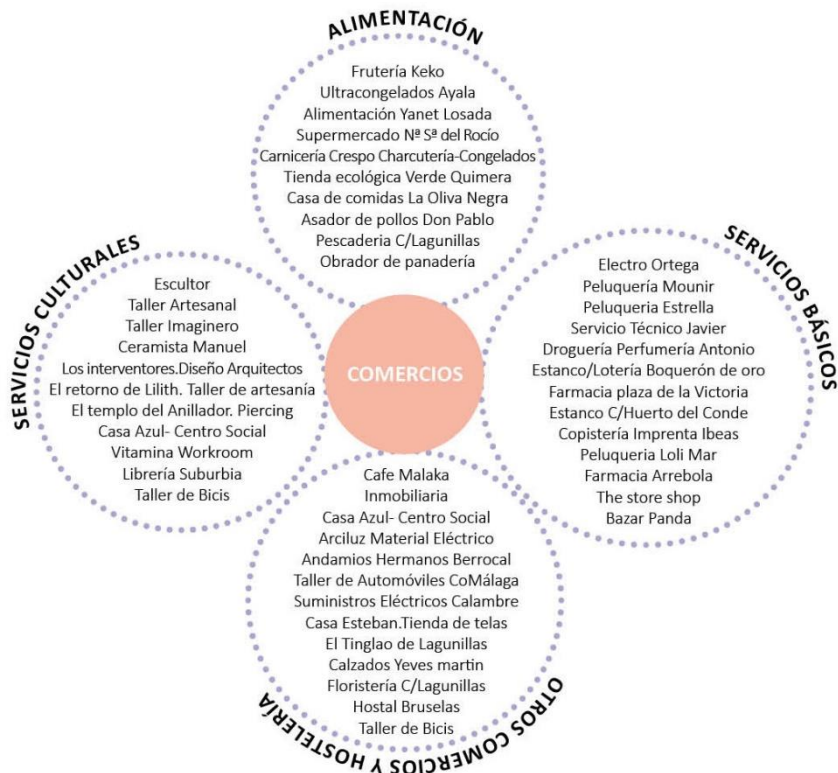 ALIMENTACIÓN
Frutería Keko
Ultracongelados Ayala
Alimentación Yanet Losada
Supermercado Nª Sª del Rocío
Carnicería Crespo Charcutería-Congelados
Tienda ecológica Verde Quimera
Casa de comidas La Oliva Negra
Asador de pollos Don Pablo
Pescaderia C/Lagunillas
Obrador de panadería
SERVICIOS CULTURALES
Escultor
Taller Artesanal
Taller Imaginero
Ceramista Manuel
Los interventores.Diseño Arquitectos
El retorno de Lilith. Taller de artesanía
El templo del Anillador. Piercing
Casa Azul- Centro Social
Vitamina Workroom
Librería Suburbia
Taller de Bicis
COMERCIOS
SERVICIOS BÁSICOS
Electro Ortega
Peluquería Mounir
Peluqueria Estrella
Servicio Técnico Javier
Droguería Perfumería Antonio
Estanco/Lotería Boquerón de oro
Farmacia plaza de la Victoria
Estanco C/Huerto del Conde
Copistería Imprenta Ibeas
Peluqueria Loli Mar
Farmacia Arrebola
The store shop
Bazar Panda
Cafe Malaka
Inmobiliaria
Casa Azul- Centro Social
Arciluz Material Eléctrico
Andamios Hermanos Berrocal
Taller de Automóviles CoMálaga
Suministros Eléctricos Calambre
Casa Esteban.Tienda de telas
El Tinglao de Lagunillas
Calzados Yeves martin
Floristería C/Lagunillas
Hostal Bruselas
Taller de Bicis
OTROS COMERCIOS Y HOSTELERÍA